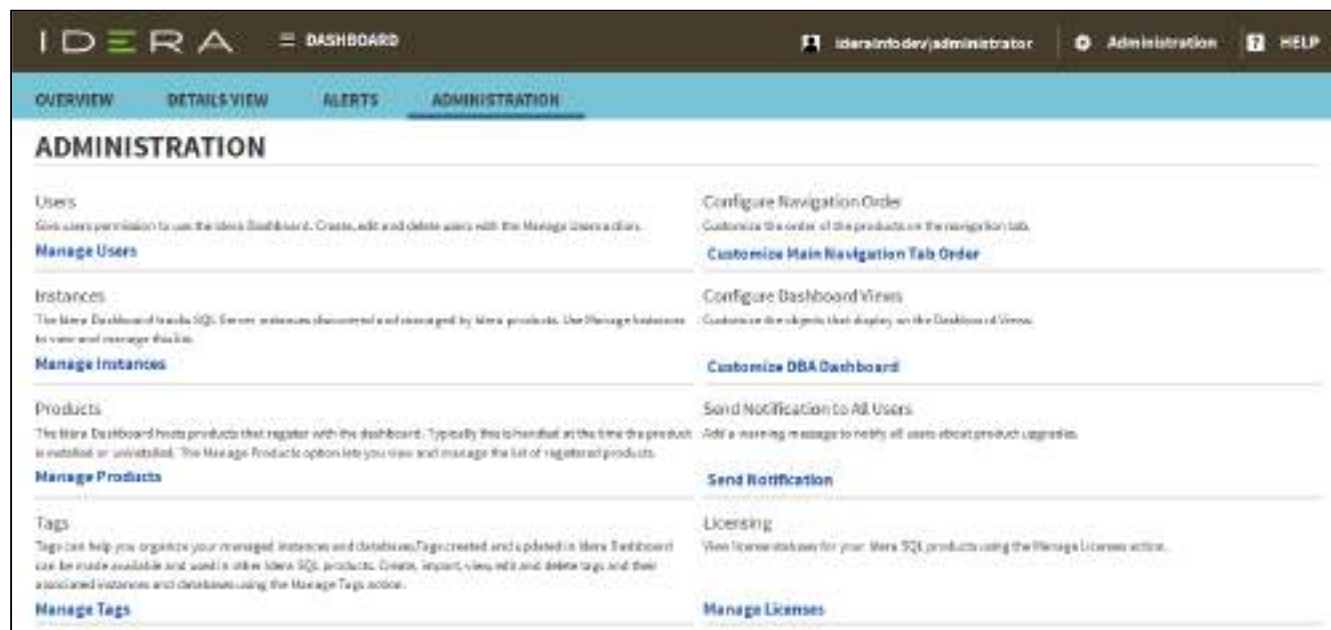 IDERA
DASHBOARD
iderainfodev\administrator
Administration
? HELP
OVERVIEW
DETAILS VIEW
ALERTS
ADMINISTRATION
ADMINISTRATION
Users
Give users permission to use the Idera Dashboard. Create, edit and delete users with the Manage Users action.
Manage Users
Configure Navigation Order
Customize the order of the products on the navigation tab.
Customize Main Navigation Tab Order
Instances
The Idera Dashboard tracks SQL Server instances discovered and managed by Idera products. Use Manage Instances
to view and manage this list.
Manage Instances
Configure Dashboard Views
Customize the objects that display on the Dashboard Views
Customize DBA Dashboard
Products
The Idera Dashboard hosts products that register with the dashboard. Typically this is handled at the time the product
is installed or uninstalled. The Manage Products option lets you view and manage the list of registered products.
Manage Products
Send Notification to All Users
Add a warning message to notify all users about product upgrades.
Send Notification
Tags
Tags can help you organize your managed instances and databases.Tags created and updated in Idera Dashboard
can be made available and used in other Idera SQL products. Create, import, view, edit and delete tags and their
associated instances and databases using the Manage Tags action.
Manage Tags
Licensing
View license statuses for your Idera SQL products using the Manage Licenses action.
Manage Licenses